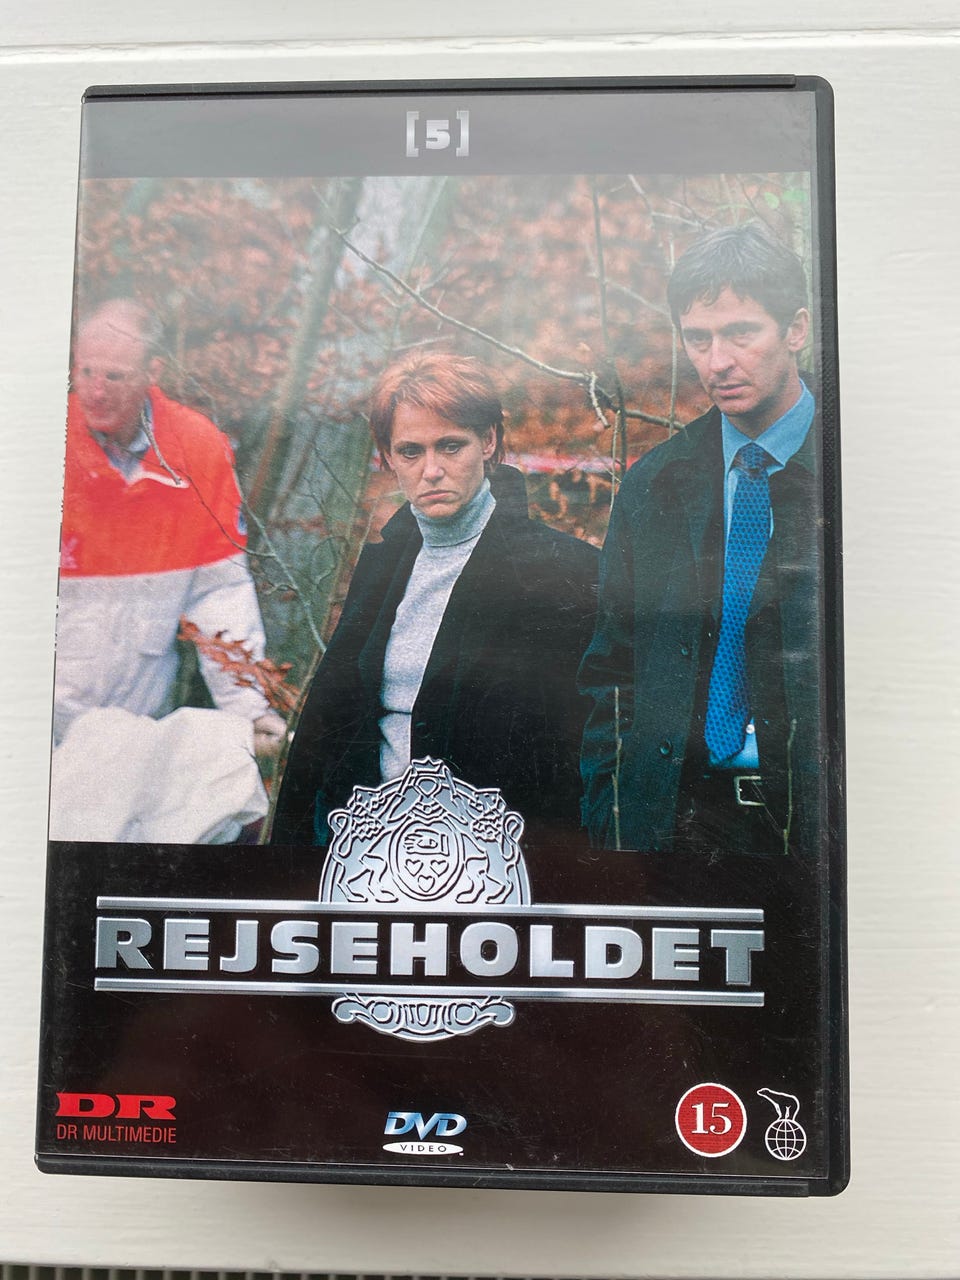 [5]
REJSEHOLDET
DR
DR MULTIMEDIE
DVD
VIDEO
15